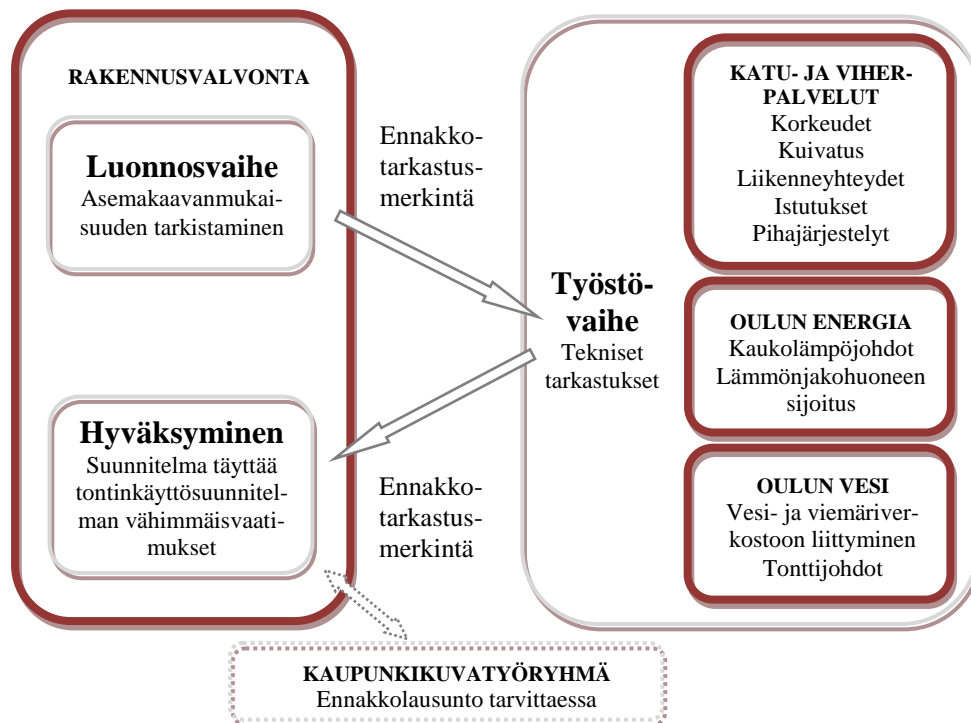 RAKENNUSVALVONTA
Luonnosvaihe
Asemakaavanmukai-
suuden tarkistaminen
Hyväksyminen
Suunnitelma täyttää
tontinkäyttösuunnitel-
man vähimmäisvaati-
mukset
Ennakko-
tarkastus-
merkintä
Ennakko-
tarkastus-
merkintä
Työstö-
vaihe
Tekniset
tarkastukset
KATU- JA VIHER-
PALVELUT
Korkeudet
Kuivatus
Liikenneyhteydet
Istutukset
Pihajärjestelyt
OULUN ENERGIA
Kaukolämpöjohdot
Lämmönjakohuoneen
sijoitus
OULUN VESI
Vesi- ja viemäriver-
kostoon liittyminen
Tonttijohdot
KAUPUNKIKUVATYÖRYHMÄ
Ennakkolausunto tarvittaessa